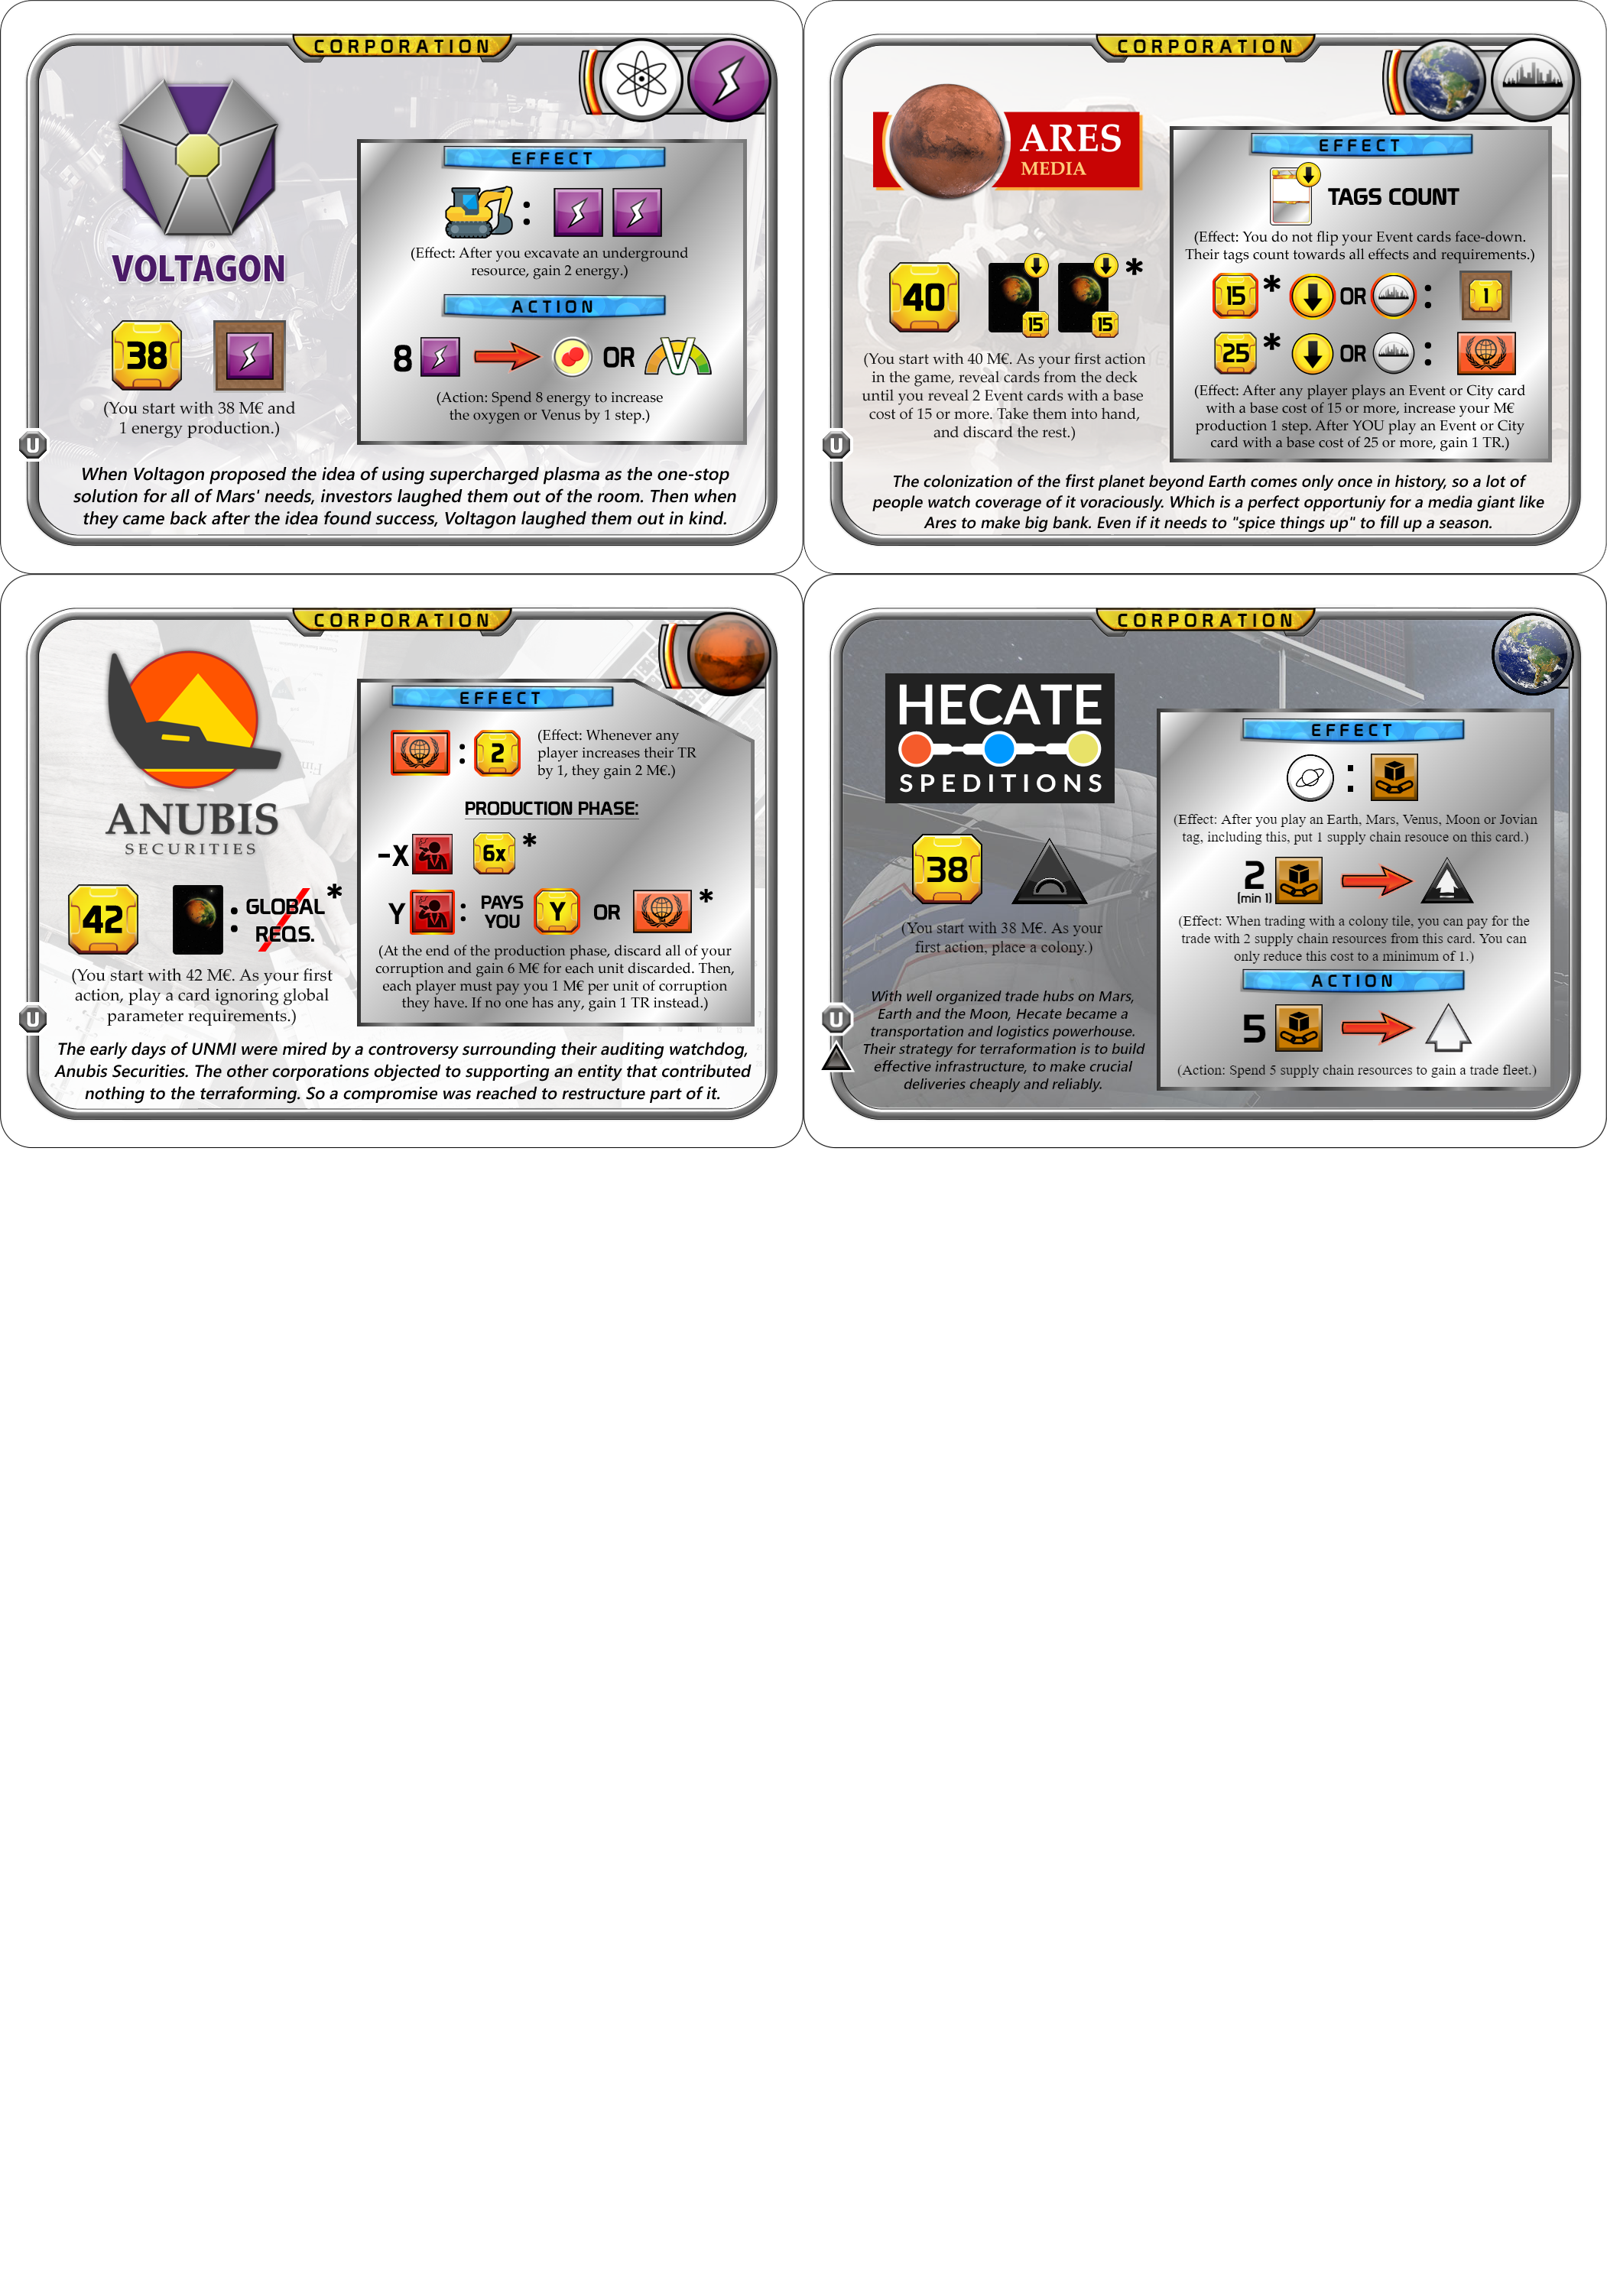 CORPORATION
VOLTAGON
38
(You start with 38 M€ and
1 energy production.)
EFFECT
:
(Effect: After you excavate an underground
resource, gain 2 energy.)
ACTION
8 OR
(Action: Spend 8 energy to increase
the oxygen or Venus by 1 step.)
U
When Voltagon proposed the idea of using supercharged plasma as the one-stop
solution for all of Mars' needs, investors laughed them out of the room. Then when
they came back after the idea found success, Voltagon laughed them out in kind.
CORPORATION
ARES
MEDIA
40 15 15 *
(You start with 40 M€. As your first action
in the game, reveal cards from the deck
until you reveal 2 Event cards with a base
cost of 15 or more. Take them into hand,
and discard the rest.)
EFFECT
TAGS COUNT
(Effect: You do not flip your Event cards face-down.
Their tags count towards all effects and requirements.)
15 * OR : 1
25 * OR :
(Effect: After any player plays an Event or City card
with a base cost of 15 or more, increase your M€
production 1 step. After YOU play an Event or City
card with a base cost of 25 or more, gain 1 TR.)
U
The colonization of the first planet beyond Earth comes only once in history, so a lot of
people watch coverage of it voraciously. Which is a perfect opportuniy for a media giant like
Ares to make big bank. Even if it needs to "spice things up" to fill up a season.
CORPORATION
ANUBIS
SECURITIES
42 : GLOBAL *
REQS.
(You start with 42 M€. As your first
action, play a card ignoring global
parameter requirements.)
EFFECT
: 2
(Effect: Whenever any
player increases their TR
by 1, they gain 2 M€.)
PRODUCTION PHASE:
-X 6x *
Y : PAYS YOU Y OR *
(At the end of the production phase, discard all of your
corruption and gain 6 M€ for each unit discarded. Then,
each player must pay you 1 M€ per unit of corruption
they have. If no one has any, gain 1 TR instead.)
U
The early days of UNMI were mired by a controversy surrounding their auditing watchdog,
Anubis Securities. The other corporations objected to supporting an entity that contributed
nothing to the terraforming. So a compromise was reached to restructure part of it.
CORPORATION
HECATE
SPEDITIONS
38
(You start with 38 M€. As your
first action, place a colony.)
With well organized trade hubs on Mars,
Earth and the Moon, Hecate became a
transportation and logistics powerhouse.
Their strategy for terraformation is to build
effective infrastructure, to make crucial
deliveries cheaply and reliably.
U
EFFECT
:
(Effect: After you play an Earth, Mars, Venus, Moon or Jovian
tag, including this, put 1 supply chain resouce on this card.)
2
(min 1)
(Effect: When trading with a colony tile, you can pay for the
trade with 2 supply chain resources from this card. You can
only reduce this cost to a minimum of 1.)
ACTION
5
(Action: Spend 5 supply chain resources to gain a trade fleet.)